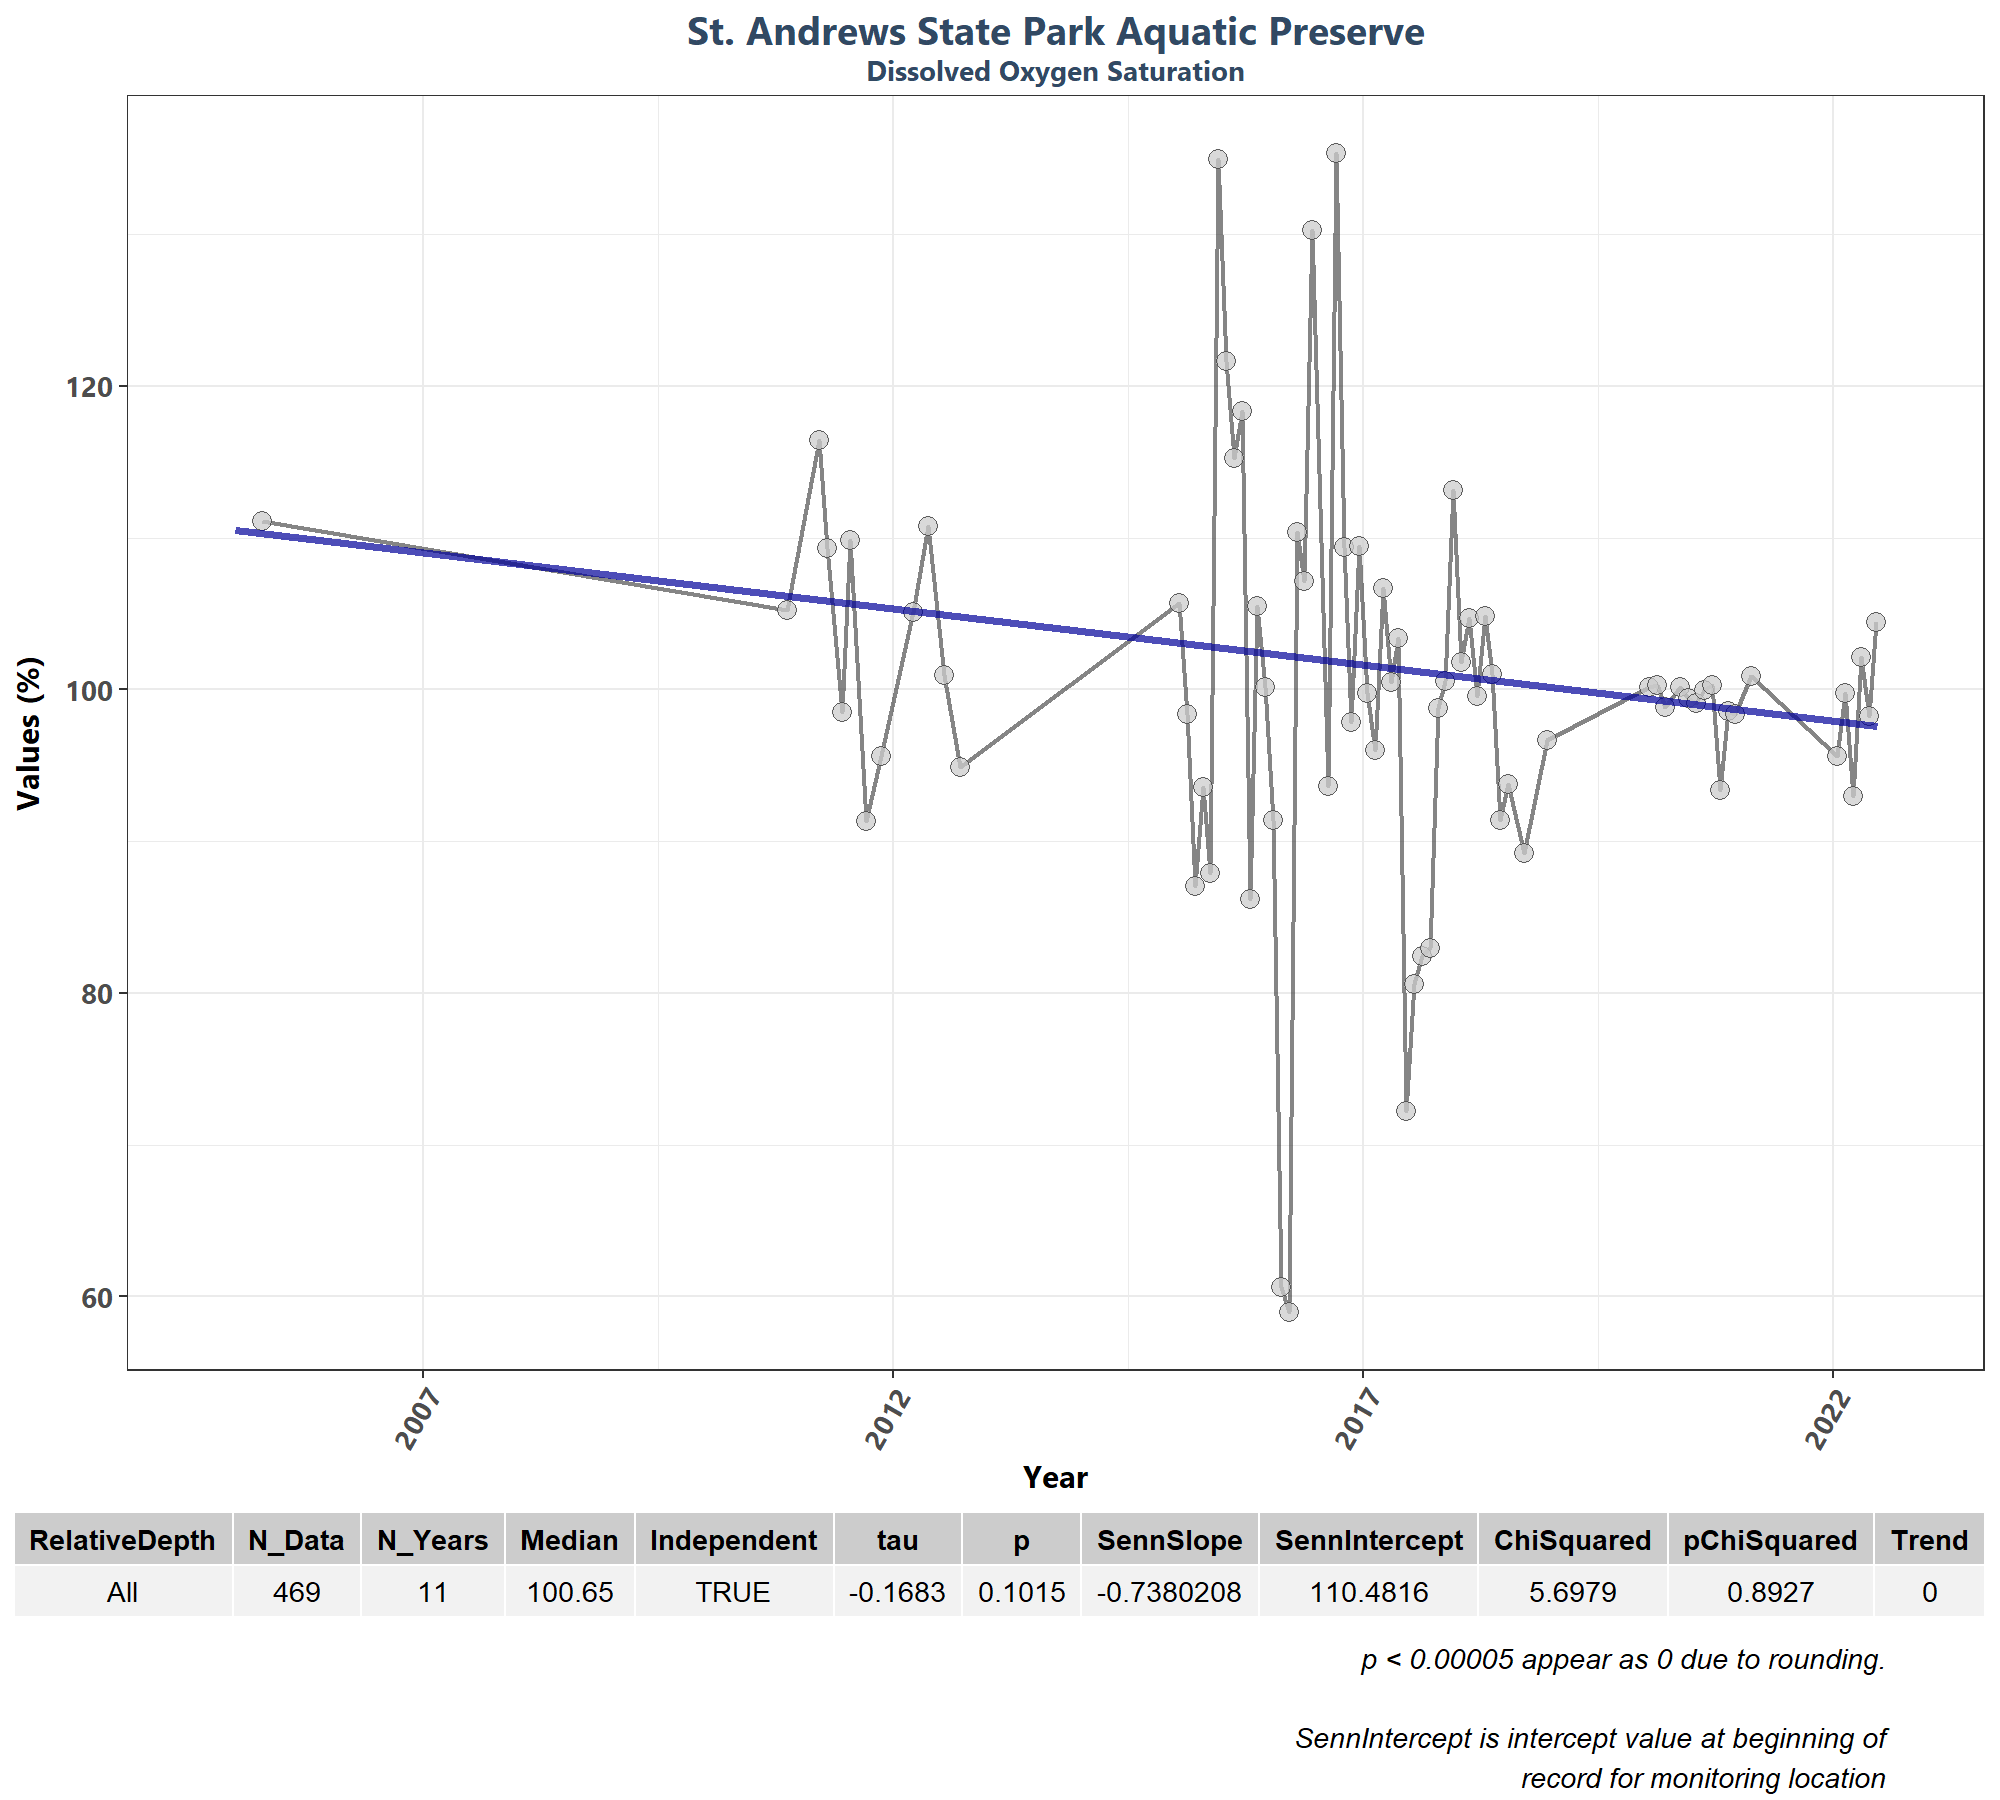 St. Andrews State Park Aquatic Preserve
Dissolved Oxygen Saturation
120
100
80
60
Values (%)
2007
2012
2017
2022
Year
RelativeDepth N_Data N_Years Median Independent tau p SennSlope SennIntercept ChiSquared pChiSquared Trend
All 469 11 100.65 TRUE -0.1683 0.1015 -0.7380208 110.4816 5.6979 0.8927 0
p < 0.00005 appear as 0 due to rounding.
SennIntercept is intercept value at beginning of
record for monitoring location